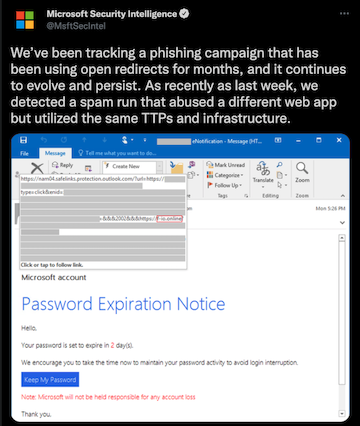 Microsoft Security Intelligence
@MsftSecIntel
We've been tracking a phishing campaign that has
been using open redirects for months, and it continues
to evolve and persist. As recently as last week, we
detected a spam run that abused a different web app
but utilized the same TTPs and infrastructure.
eNotification - Message (HT...
File Message Tell me what you want to do...
Reply
Create New
Mark Unread
Categorize
Follow Up
Translate
Zoom
Tags
Zoom
https://nam04.safelinks.protection.outlook.com/?url=https://
type=click&enid=
Click or tap to follow link.
Mon 5:26 PM
Microsoft account
Password Expiration Notice
Hello,
Your password is set to expire in 2 day(s).
We encourage you to take the time now to maintain your password activity to avoid login interruption.
Keep My Password
Note: Microsoft will not be held responsible for any account loss
Thank you,